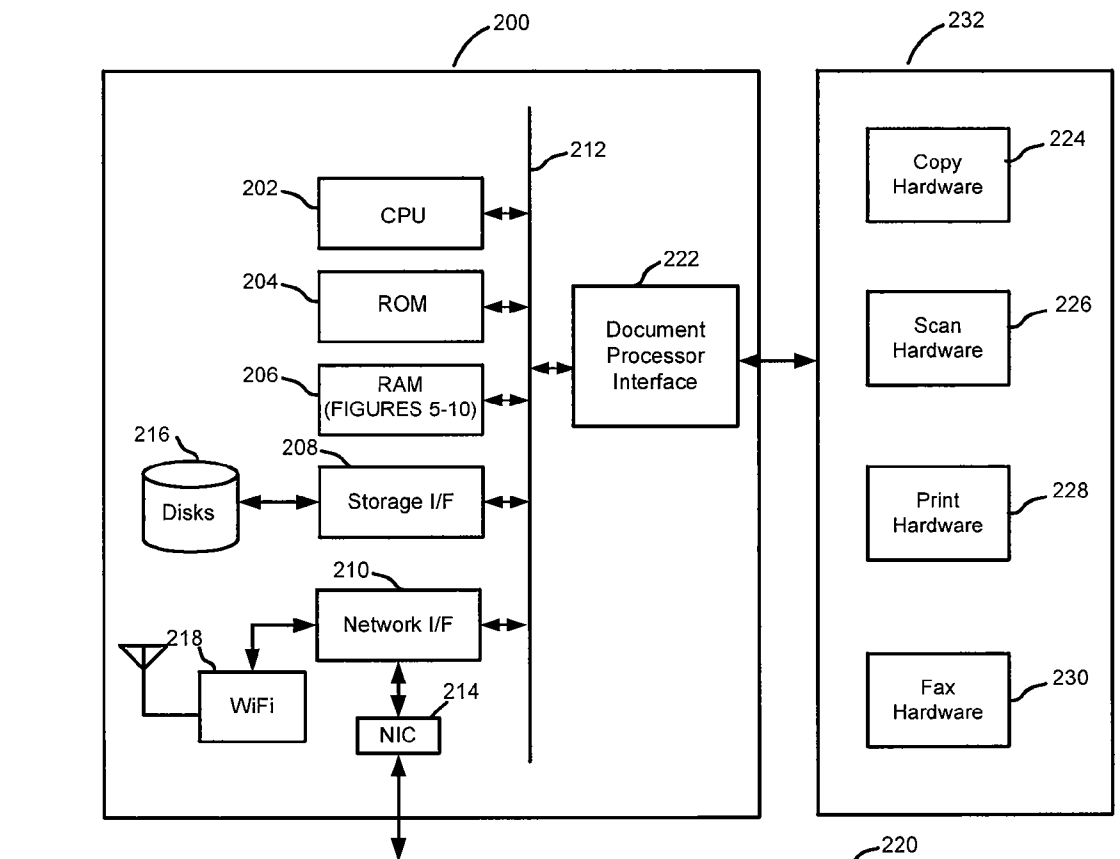 200
232
212
202
CPU
204
ROM
206
RAM
(FIGURES 5-10)
216
Disks
208
Storage I/F
210
Network I/F
218
WiFi
214
NIC
222
Document
Processor
Interface
224
Copy
Hardware
226
Scan
Hardware
228
Print
Hardware
230
Fax
Hardware
220